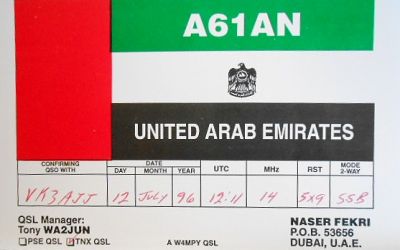 A61AN
UNITED ARAB EMIRATES
CONFIRMING QSO WITH DATE DAY MONTH YEAR UTC MHz RST MODE 2-WAY
VK3AJJ 12 July 96 12:11 14 5x9 SSB
QSL Manager:
Tony WA2JUN
PSE QSL TNX QSL
A W4MPY QSL
NASER FEKRI
P.O.B. 53656
DUBAI, U.A.E.